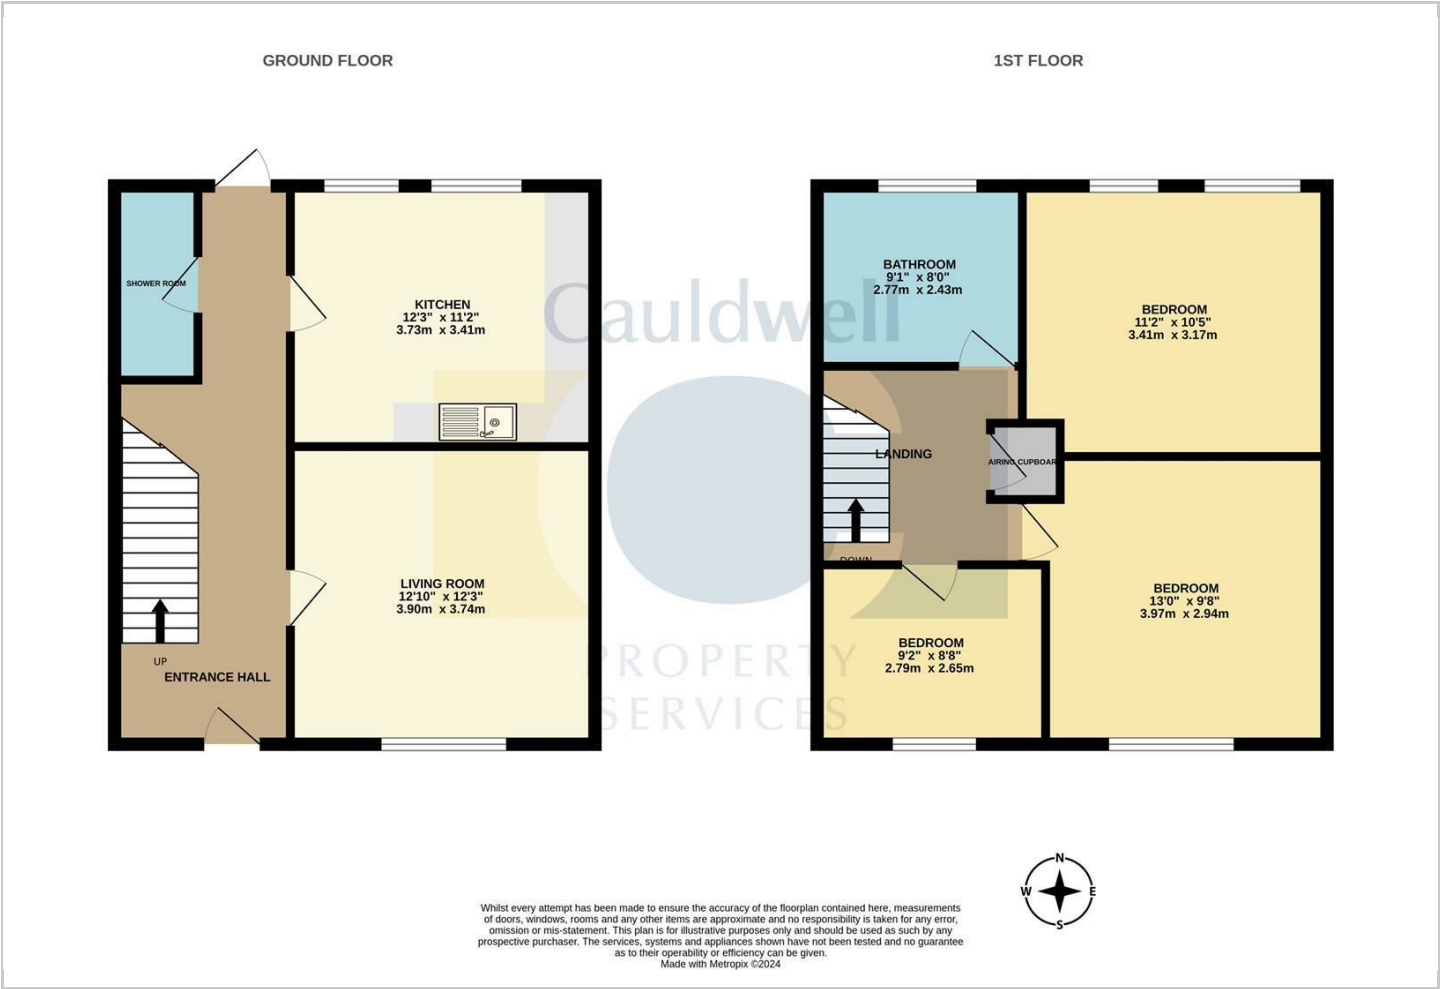 GROUND FLOOR
1ST FLOOR
SHOWER ROOM
KITCHEN
12'3" x 11'2"
3.73m x 3.41m
LIVING ROOM
12'10" x 12'3"
3.90m x 3.74m
UP
ENTRANCE HALL
BATHROOM
9'1" x 8'0"
2.77m x 2.43m
BEDROOM
11'2" x 10'5"
3.41m x 3.17m
LANDING
AIRING CUPBOARD
DOWN
BEDROOM
13'0" x 9'8"
3.97m x 2.94m
BEDROOM
9'2" x 8'8"
2.79m x 2.65m
Cauldwell
PROPERTY
SERVICES
N
W
E
S
Whilst every attempt has been made to ensure the accuracy of the floorplan contained here, measurements
of doors, windows, rooms and any other items are approximate and no responsibility is taken for any error,
omission or mis-statement. This plan is for illustrative purposes only and should be used as such by any
prospective purchaser. The services, systems and appliances shown have not been tested and no guarantee
as to their operability or efficiency can be given.
Made with Metropix ©2024